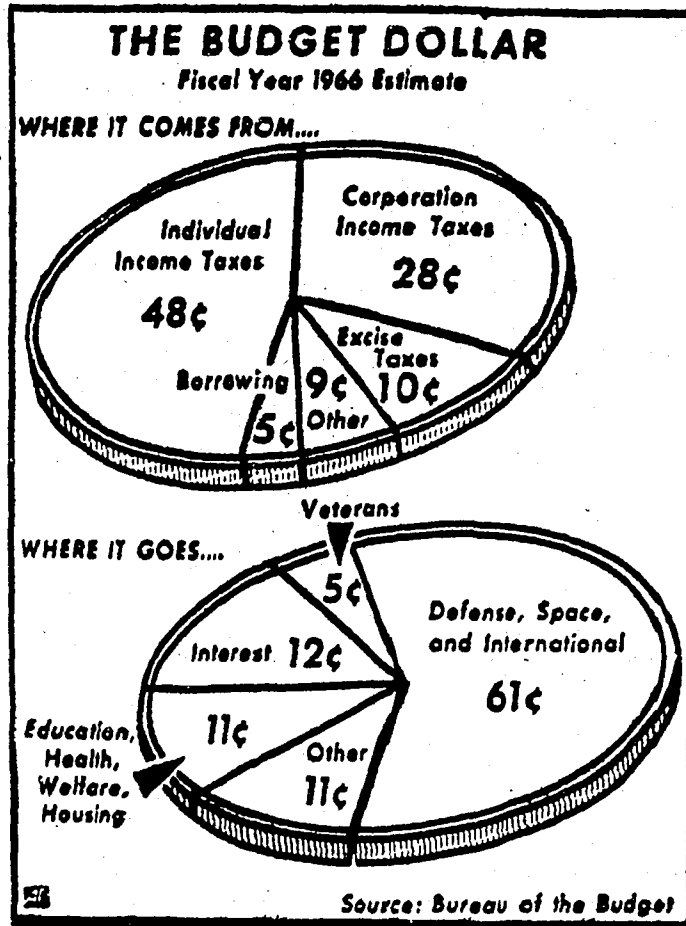 THE BUDGET DOLLAR
Fiscal Year 1966 Estimate
WHERE IT COMES FROM....
Individual
Income Taxes
48¢
Corporation
Income Taxes
28¢
Excise
Taxes
10¢
Borrowing
5¢
9¢
Other
WHERE IT GOES....
Veterans
5¢
Defense, Space,
and International
61¢
Interest 12¢
Education,
Health,
Welfare,
Housing
11¢
Other
11¢
Source: Bureau of the Budget